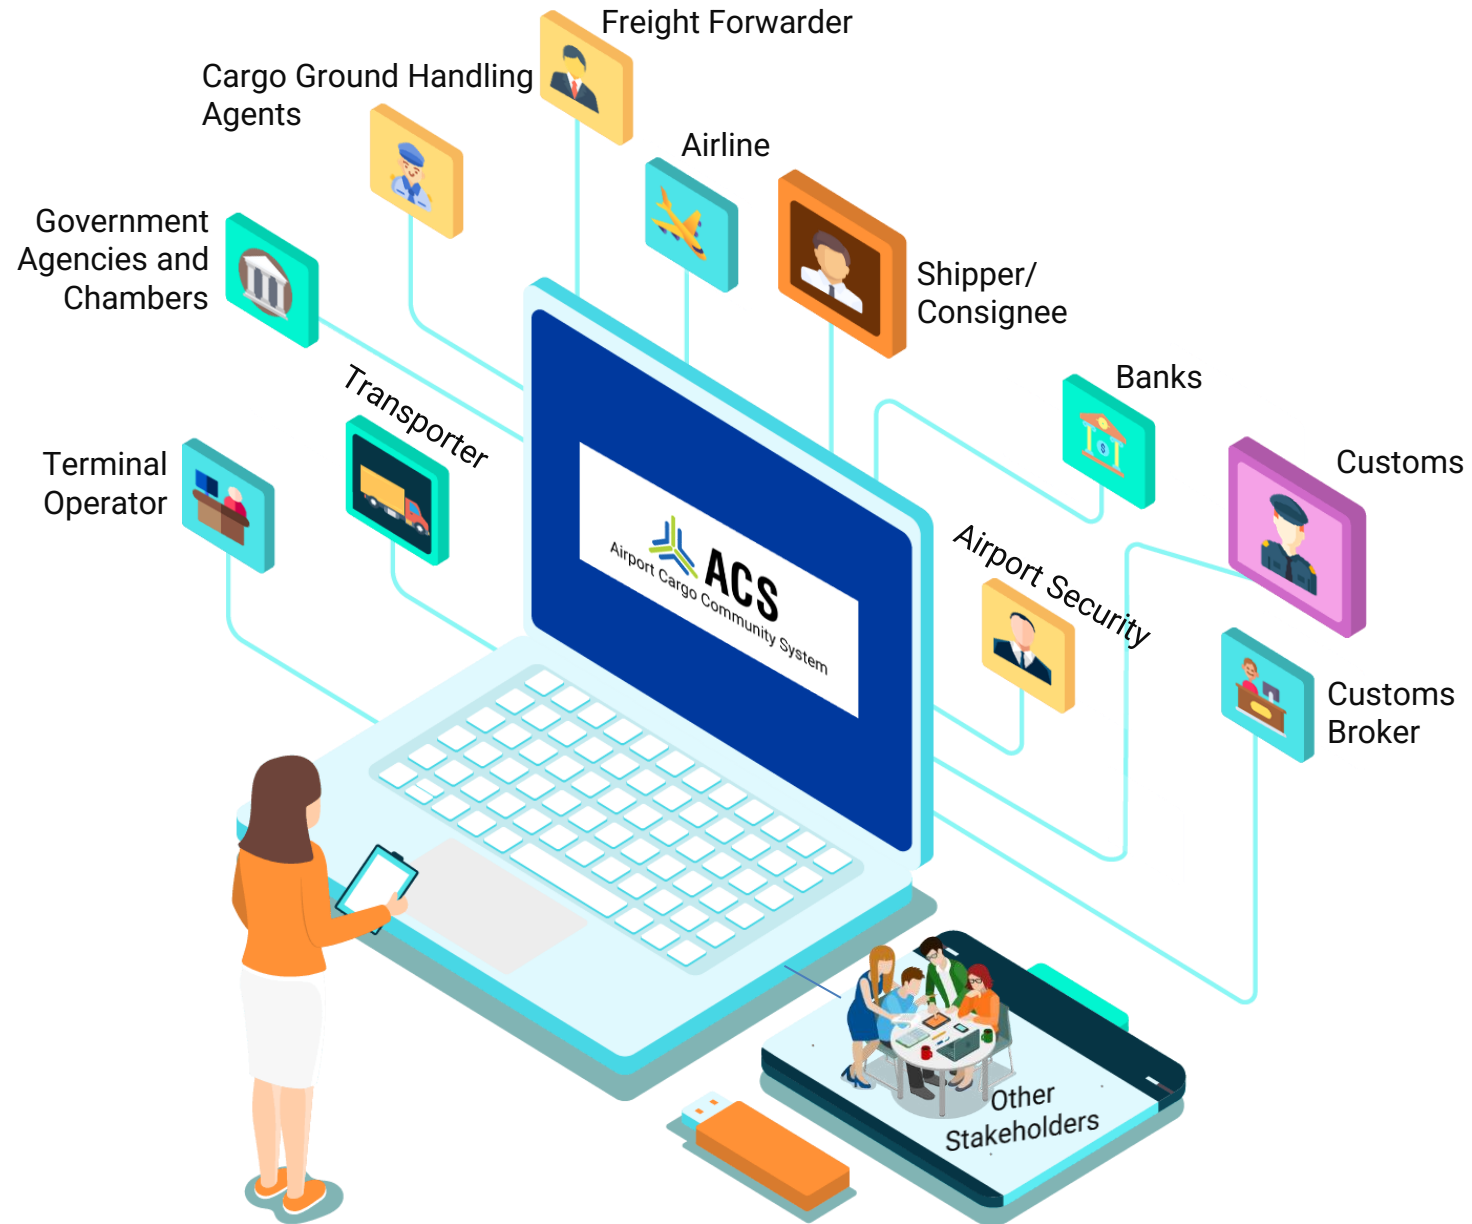 Freight Forwarder
Cargo Ground Handling
Agents
Airline
Government
Agencies and
Chambers
Shipper/
Consignee
Transporter
Banks
Terminal
Operator
Customs
Airport Security
ACS
Airport Cargo Community System
Customs
Broker
Other
Stakeholders